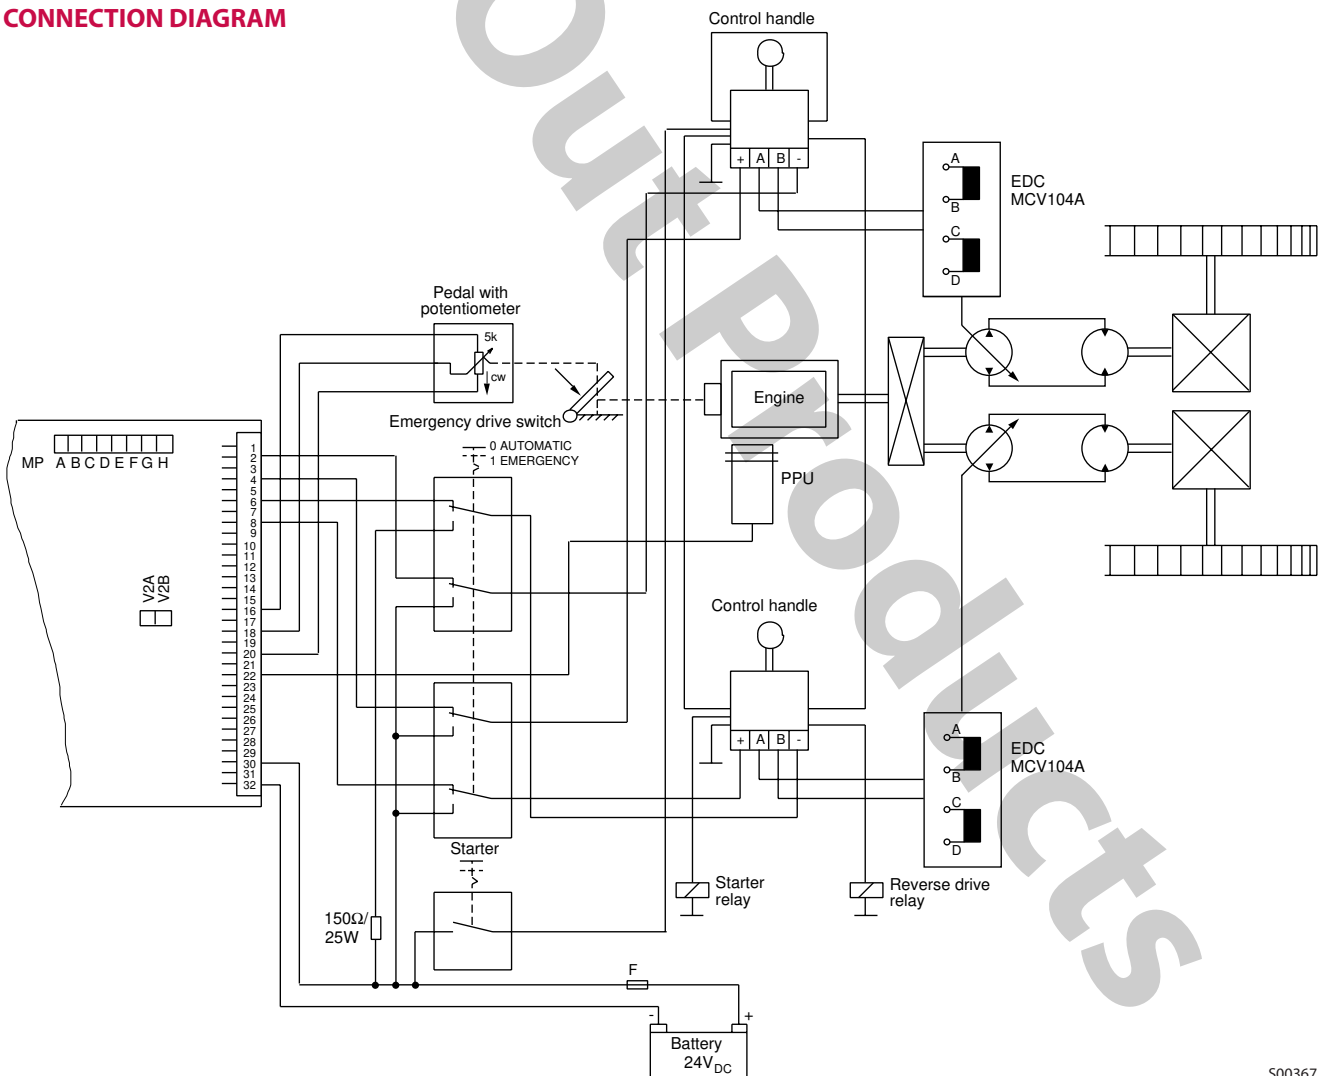 CONNECTION DIAGRAM
Control handle
+ A B -
A
B
C
D
EDC
MCV104A
Pedal with
potentiometer
5k
cw
Engine
Emergency drive switch
0 AUTOMATIC
1 EMERGENCY
PPU
MP A B C D E F G H
1
2
3
4
5
6
7
8
9
10
11
12
13
14
15
16
17
18
19
20
21
22
23
24
25
26
27
28
29
30
31
32
V2A
V2B
Control handle
+ A B -
A
B
C
D
EDC
MCV104A
Starter
Starter
relay
Reverse drive
relay
150Ω/
25W
F
- +
Battery
24VDC
Out Products
S00367